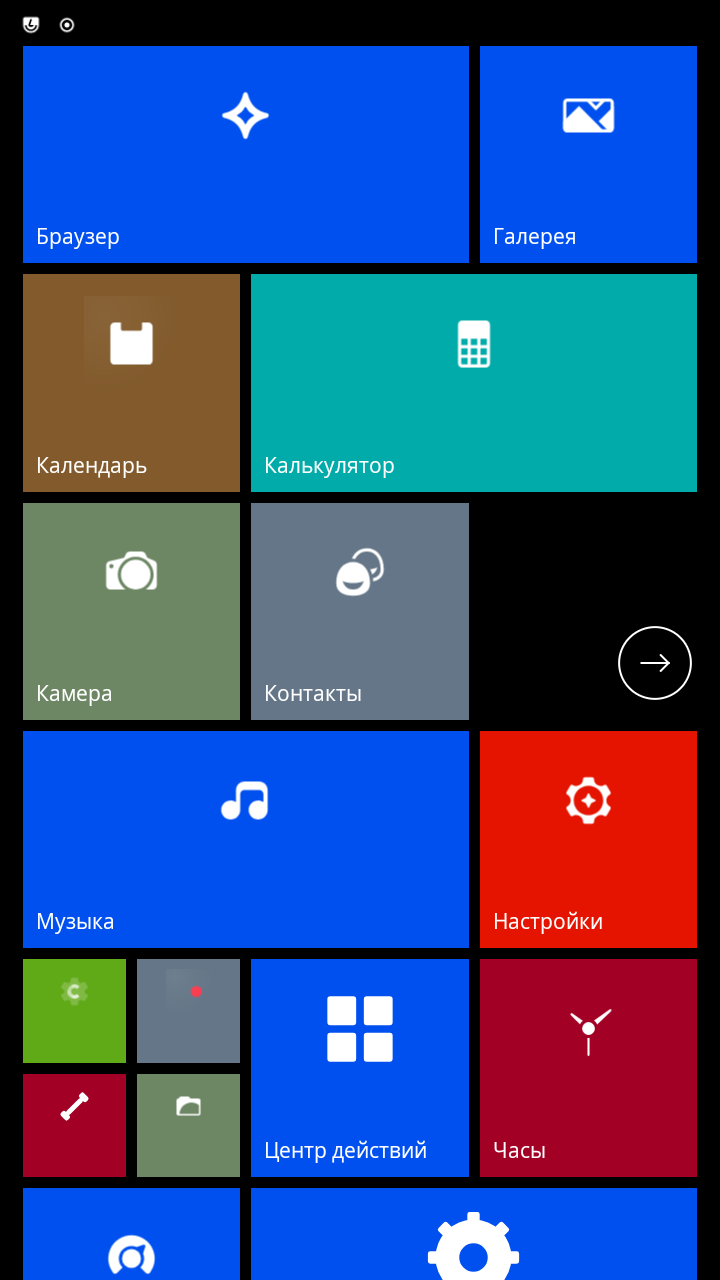 Браузер
Галерея
Календарь
Калькулятор
Камера
Контакты
Музыка
Настройки
Центр действий
Часы